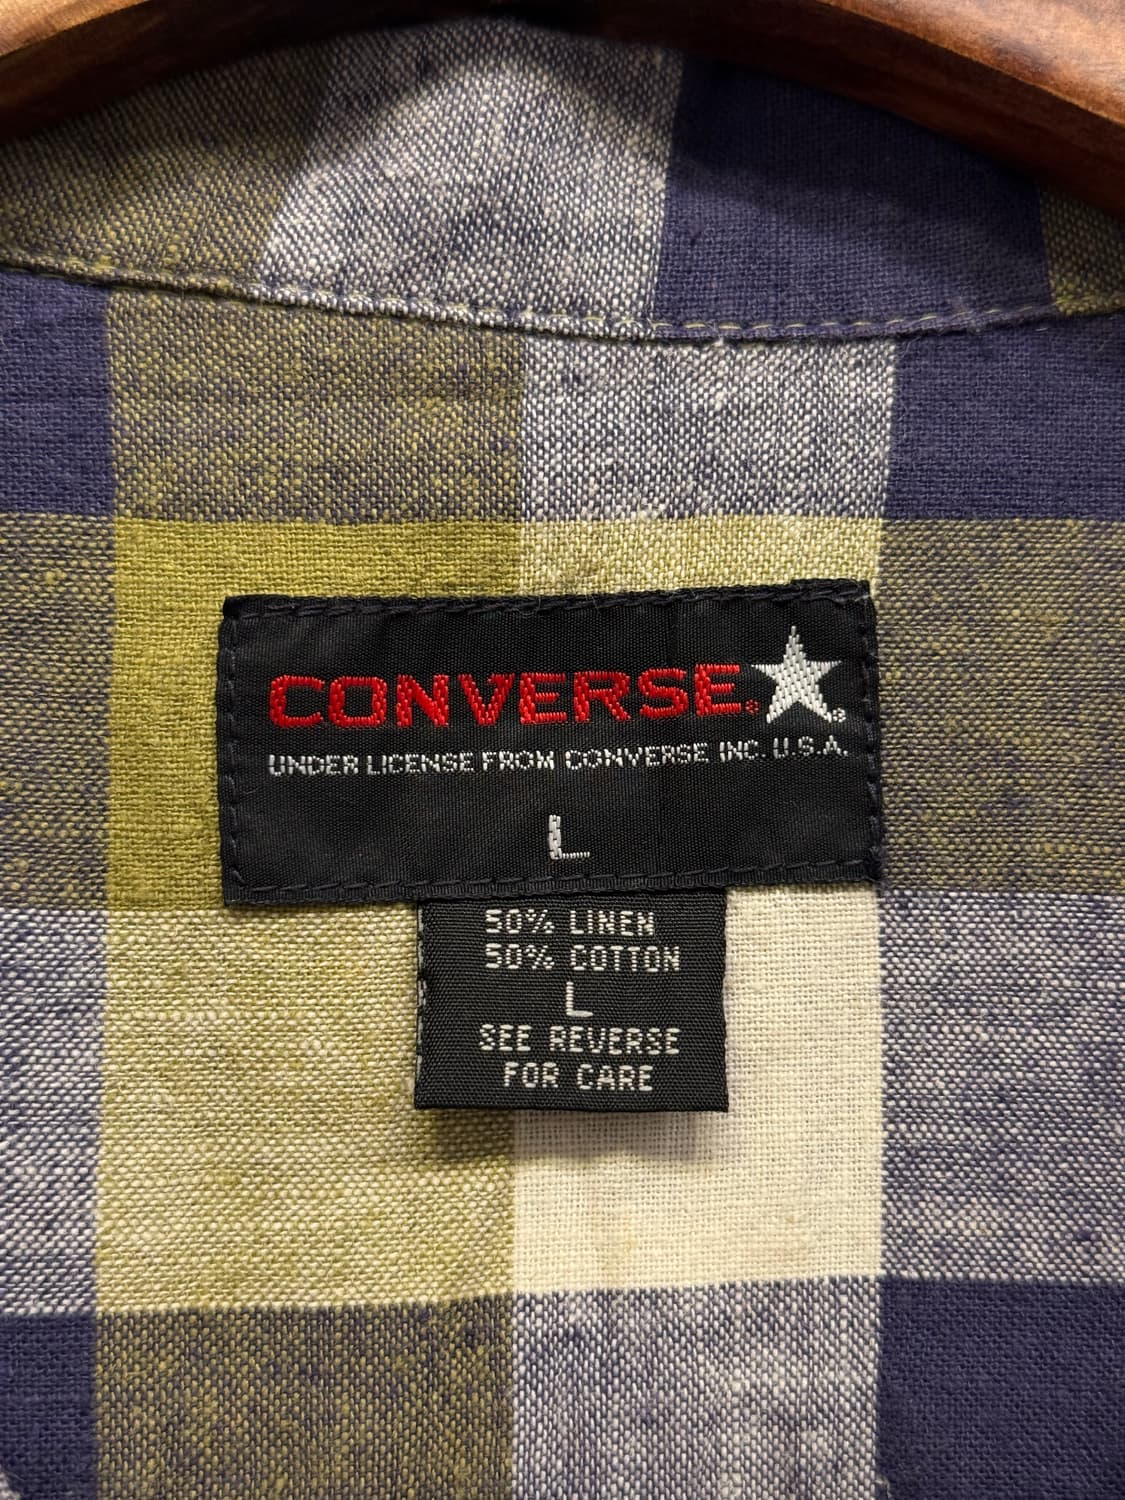 CONVERSE®★®
UNDER LICENSE FROM CONVERSE INC. U.S.A.
L
50% LINEN
50% COTTON
L
SEE REVERSE
FOR CARE